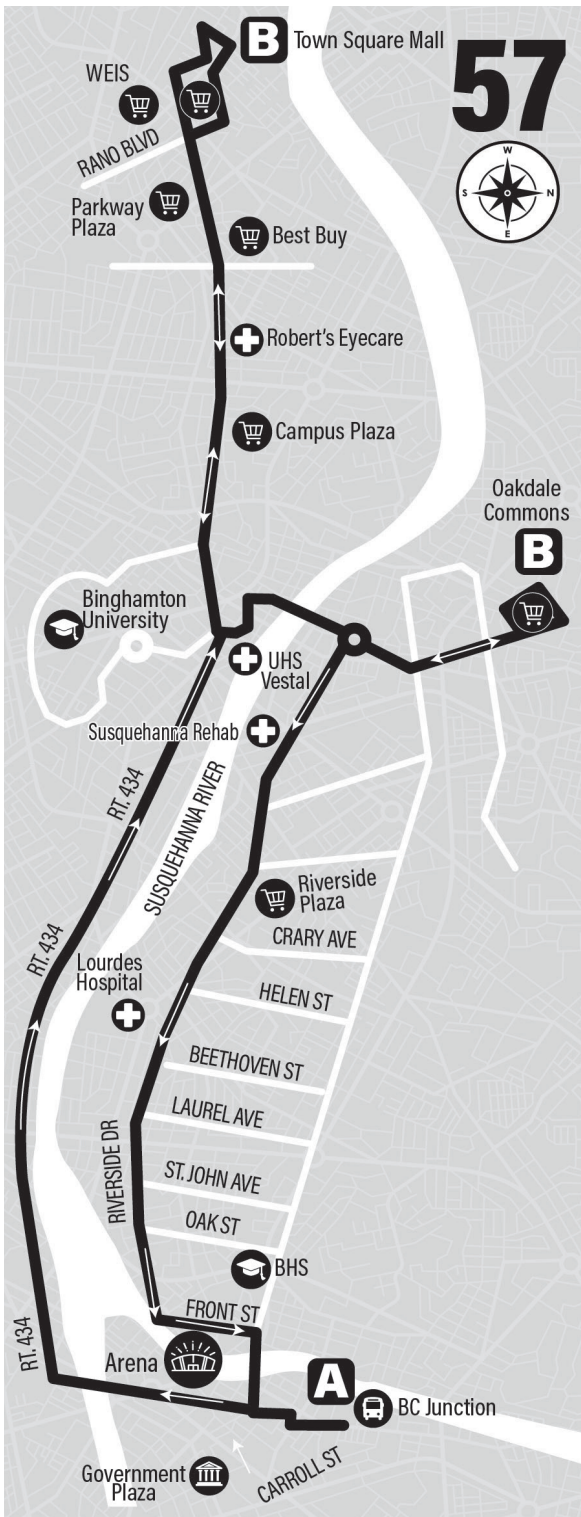 B Town Square Mall
57
WEIS
W
S
N
E
RANO BLVD
Parkway
Plaza
Best Buy
Robert's Eyecare
Campus Plaza
Oakdale
Commons
B
Binghamton
University
UHS
Vestal
Susquehanna Rehab
RT. 434
SUSQUEHANNA RIVER
Riverside
Plaza
CRARY AVE
RT. 434
Lourdes
Hospital
HELEN ST
BEETHOVEN ST
LAUREL AVE
RIVERSIDE DR
ST. JOHN AVE
OAK ST
BHS
FRONT ST
RT. 434
Arena
A
BC Junction
Government
Plaza
CARROLL ST